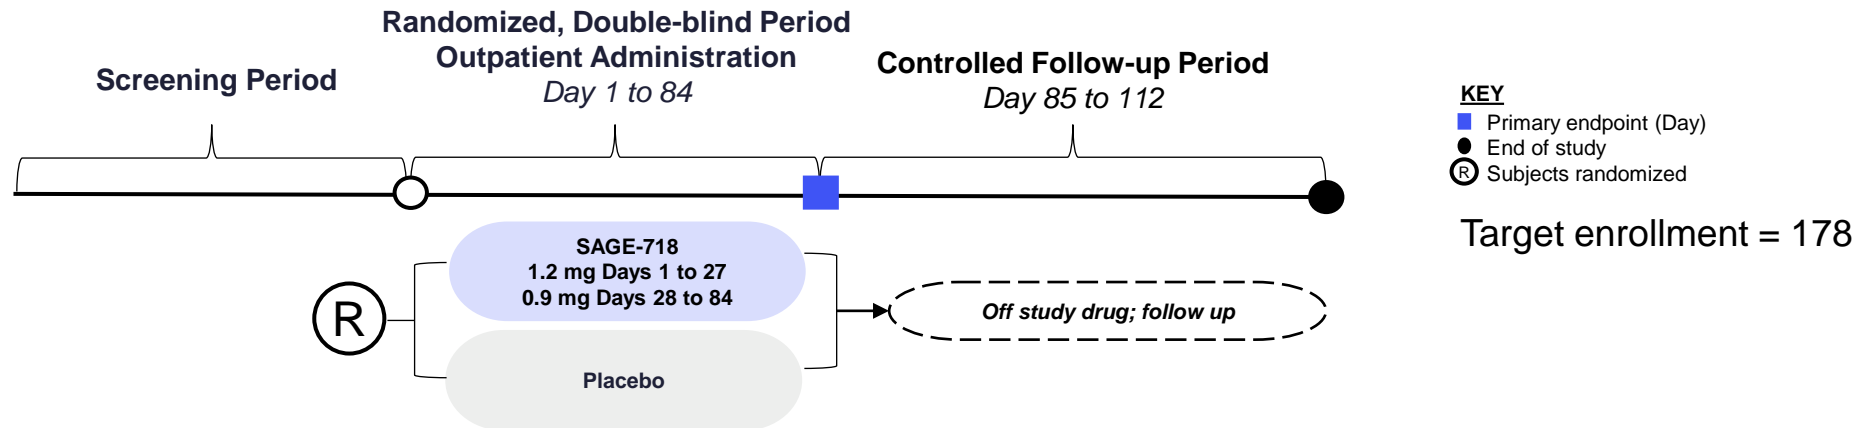 Screening Period
Randomized, Double-blind Period
Outpatient Administration
Day 1 to 84
Controlled Follow-up Period
Day 85 to 112
KEY
Primary endpoint (Day)
End of study
R Subjects randomized
Target enrollment = 178
R
SAGE-718
1.2 mg Days 1 to 27
0.9 mg Days 28 to 84
Placebo
Off study drug; follow up